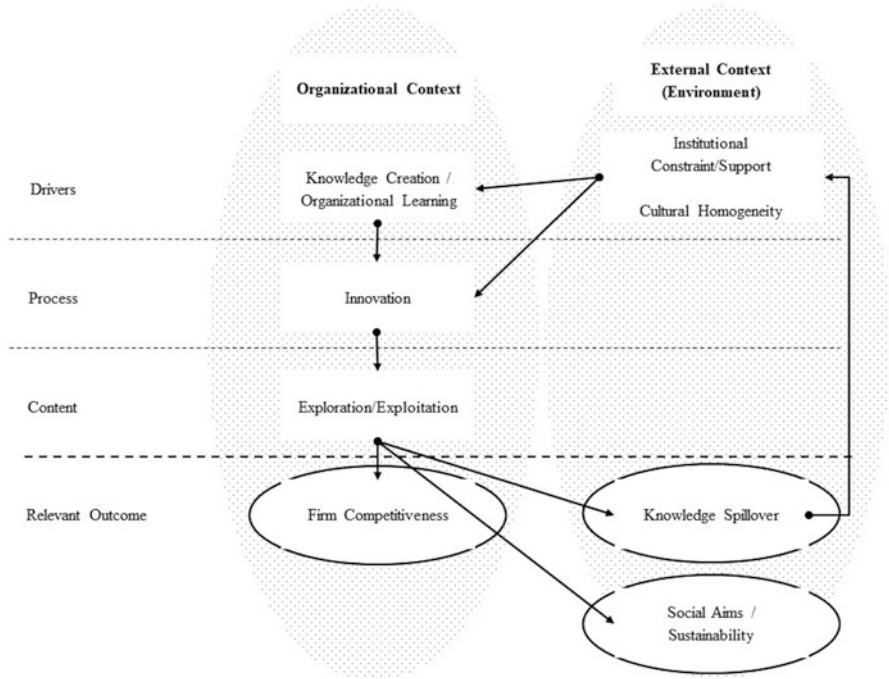 Organizational Context
External Context
(Environment)
Drivers
Knowledge Creation /
Organizational Learning
Institutional
Constraint/Support
Cultural Homogeneity
Process
Innovation
Content
Exploration/Exploitation
Relevant Outcome
Firm Competitiveness
Knowledge Spillover
Social Aims /
Sustainability